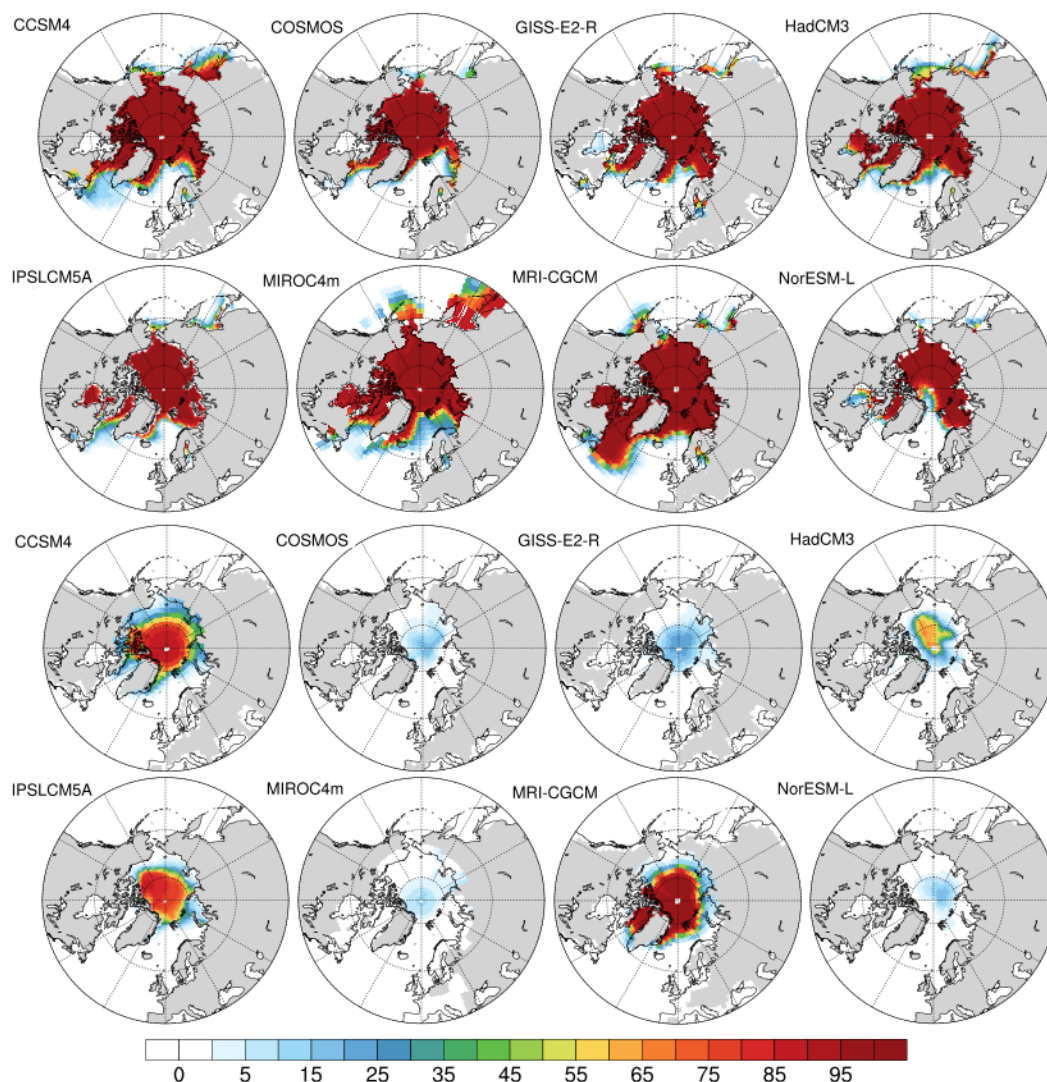 CCSM4 COSMOS GISS-E2-R HadCM3
IPSLCM5A MIROC4m MRI-CGCM NorESM-L
CCSM4 COSMOS GISS-E2-R HadCM3
IPSLCM5A MIROC4m MRI-CGCM NorESM-L
0 5 15 25 35 45 55 65 75 85 95